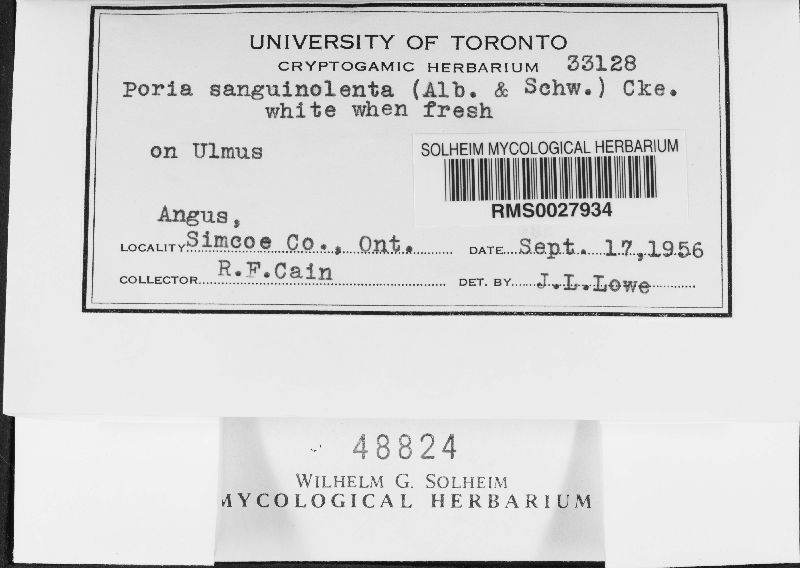 UNIVERSITY OF TORONTO
CRYPTOGAMIC HERBARIUM 33128
Poria sanguinolenta (Alb. & Schw.) Cke.
white when fresh
on Ulmus
SOLHEIM MYCOLOGICAL HERBARIUM
RMS0027934
Angus,
LOCALITY Simcoe Co., Ont. DATE Sept. 17,1956
COLLECTOR R.F.Cain DET. BY J.L.Lowe
48824
WILHELM G. SOLHEIM
MYCOLOGICAL HERBARIUM